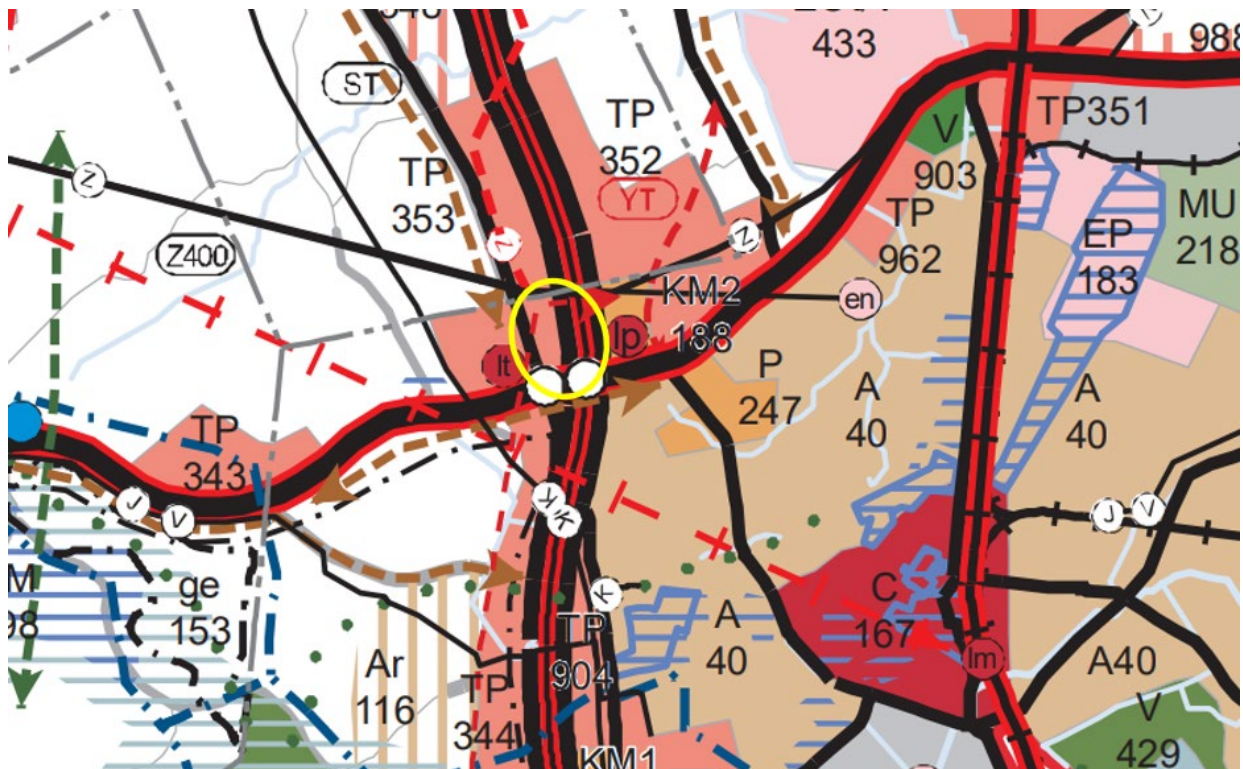 433
988
ST
TP
352
TP351
V
903
TP
353
Z
YT
TP
962
MU
218
EP
183
Z400
Z
Z
KM2
188
en
lp
lt
P
247
A
40
A
40
TP
343
J
V
K
K
J
V
ge
153
M
98
K
C
167
A
40
TP
904
lm
A40
Ar
116
TP
344
V
429
KM1